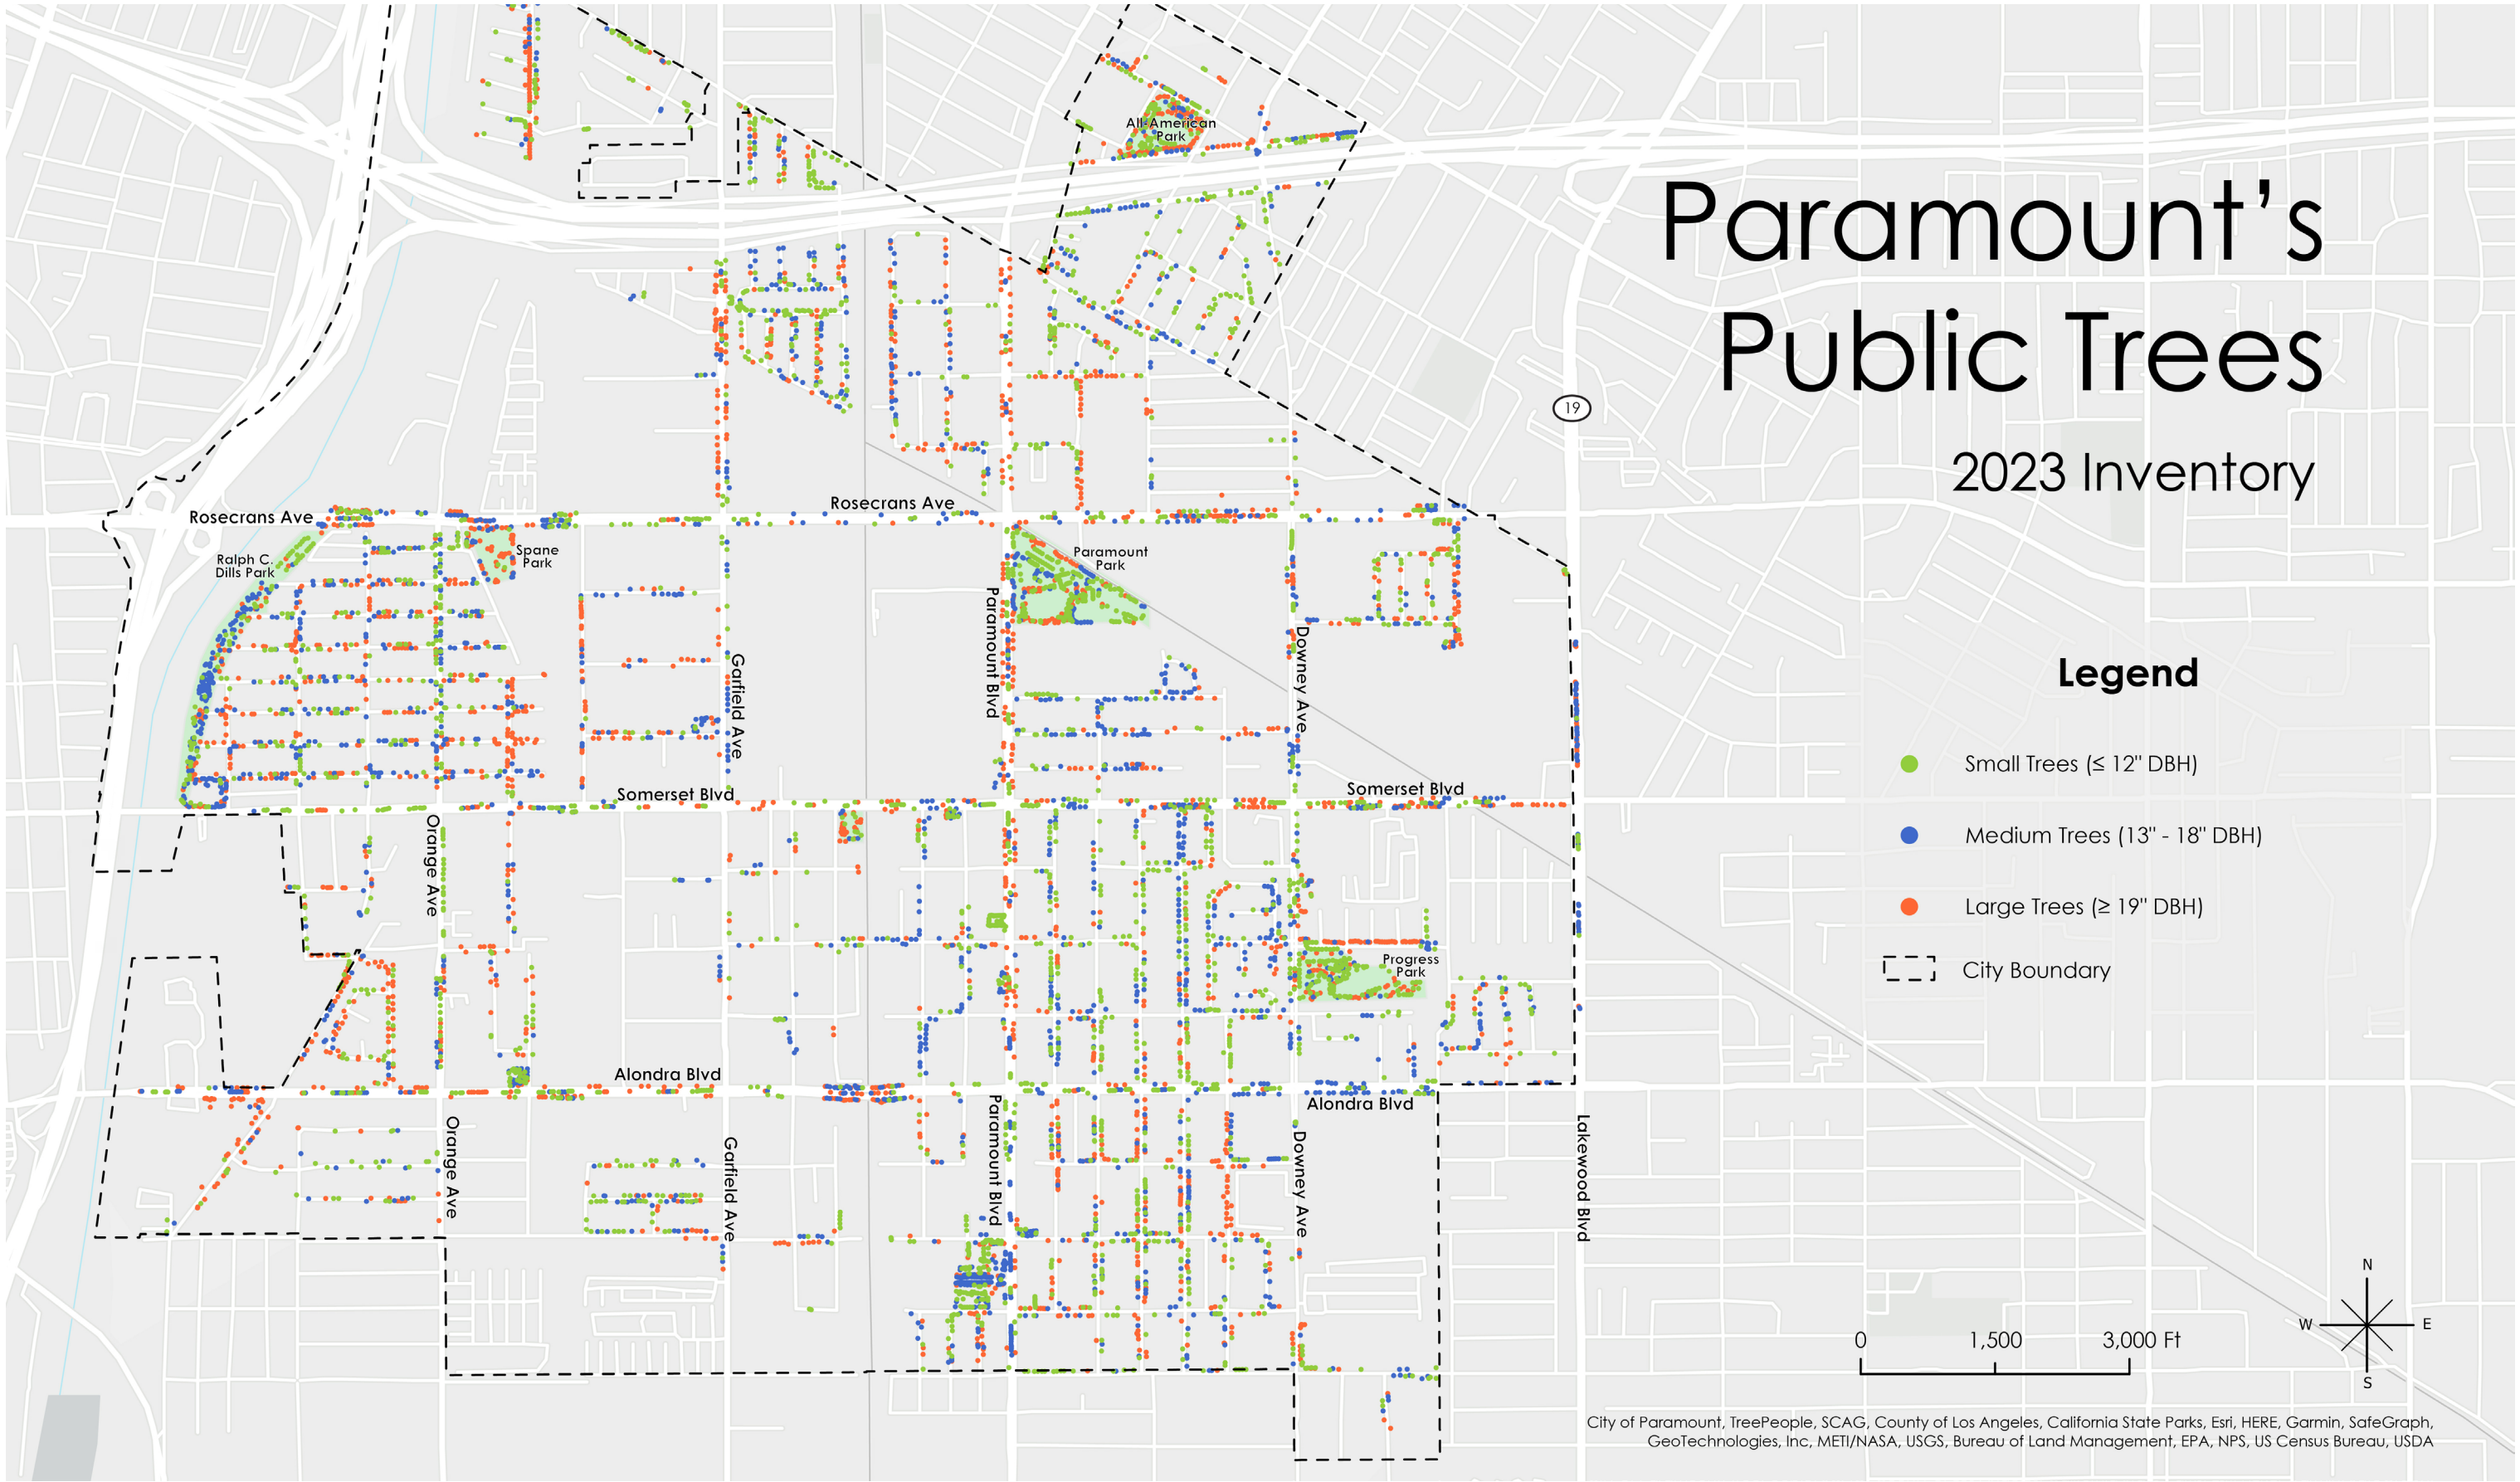 Paramount's
Public Trees
2023 Inventory
All-American
Park
19
Rosecrans Ave
Rosecrans Ave
Ralph C.
Dills Park
Spane
Park
Paramount
Park
Paramount Blvd
Garfield Ave
Downey Ave
Somerset Blvd
Somerset Blvd
Orange Ave
Progress
Park
Alondra Blvd
Alondra Blvd
Orange Ave
Garfield Ave
Paramount Blvd
Downey Ave
Lakewood Blvd
Legend
Small Trees (≤ 12" DBH)
Medium Trees (13" - 18" DBH)
Large Trees (≥ 19" DBH)
City Boundary
N
W E
S
0 1,500 3,000 Ft
City of Paramount, TreePeople, SCAG, County of Los Angeles, California State Parks, Esri, HERE, Garmin, SafeGraph,
GeoTechnologies, Inc, METI/NASA, USGS, Bureau of Land Management, EPA, NPS, US Census Bureau, USDA